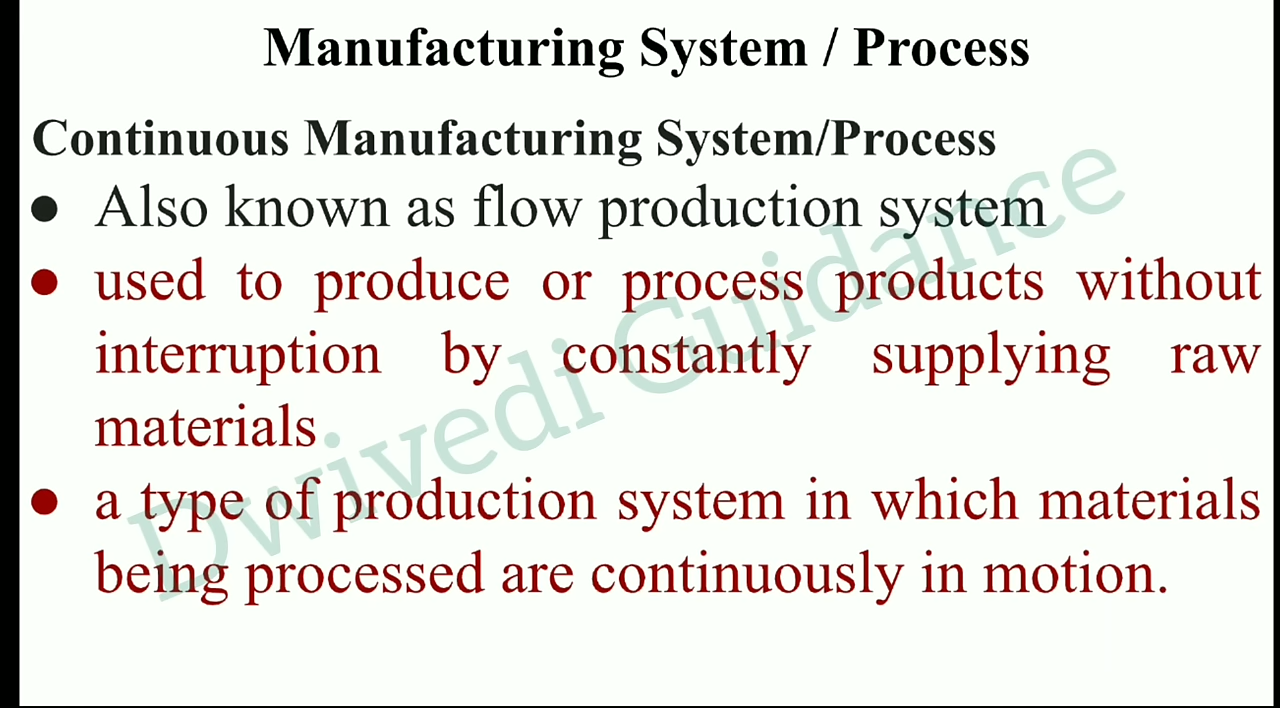 Manufacturing System / Process
Continuous Manufacturing System/Process
● Also known as flow production system
● used to produce or process products without
interruption by constantly supplying raw
materials
● a type of production system in which materials
being processed are continuously in motion.
Dwivedi Guidance